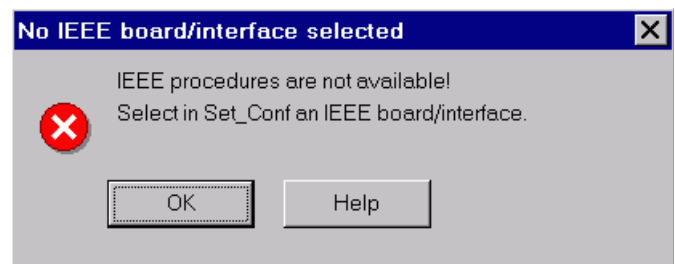 No IEEE board/interface selected
IEEE procedures are not available!
Select in Set_Conf an IEEE board/interface.
OK
Help